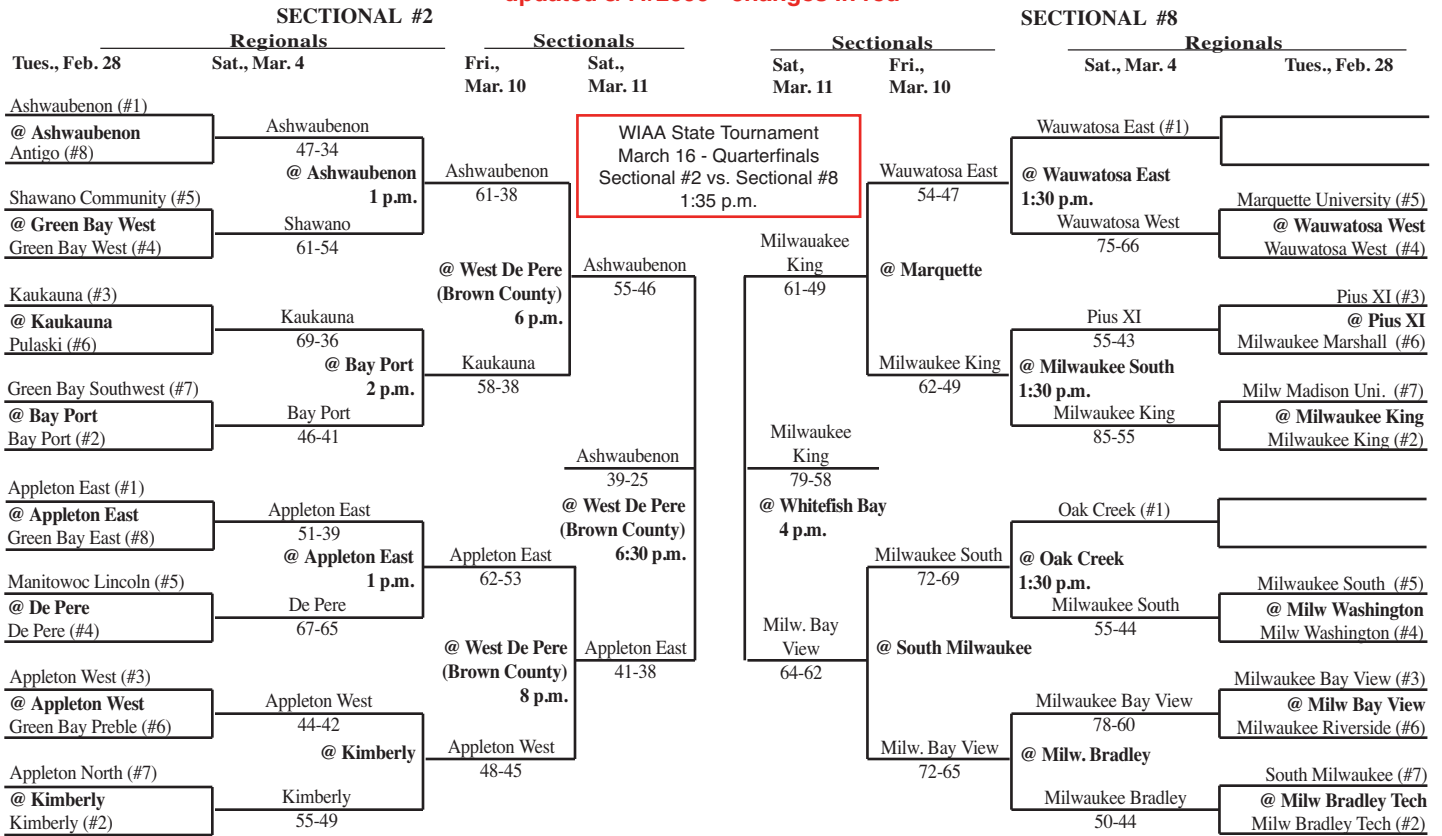 SECTIONAL #2
Regionals
Sectionals
Tues., Feb. 28
Sat., Mar. 4
Fri.,
Mar. 10
Sat.,
Mar. 11
Ashwaubenon (#1)
@ Ashwaubenon
Antigo (#8)
Shawano Community (#5)
@ Green Bay West
Green Bay West (#4)
Kaukauna (#3)
@ Kaukauna
Pulaski (#6)
Green Bay Southwest (#7)
@ Bay Port
Bay Port (#2)
Appleton East (#1)
@ Appleton East
Green Bay East (#8)
Manitowoc Lincoln (#5)
@ De Pere
De Pere (#4)
Appleton West (#3)
@ Appleton West
Green Bay Preble (#6)
Appleton North (#7)
@ Kimberly
Kimberly (#2)
Ashwaubenon
47-34
@ Ashwaubenon
1 p.m.
Shawano
61-54
Kaukauna
69-36
@ Bay Port
2 p.m.
Bay Port
46-41
Appleton East
51-39
@ Appleton East
1 p.m.
De Pere
67-65
Appleton West
44-42
@ Kimberly
Kimberly
55-49
Ashwaubenon
61-38
@ West De Pere
(Brown County)
6 p.m.
Kaukauna
58-38
Appleton East
62-53
@ West De Pere
(Brown County)
8 p.m.
Appleton West
48-45
Ashwaubenon
55-46
Ashwaubenon
39-25
@ West De Pere
(Brown County)
6:30 p.m.
Appleton East
41-38
WIAA State Tournament
March 16 - Quarterfinals
Sectional #2 vs. Sectional #8
1:35 p.m.
SECTIONAL #8
Sectionals
Regionals
Sat,
Mar. 11
Fri.,
Mar. 10
Sat., Mar. 4
Tues., Feb. 28
Milwauakee
King
61-49
Milwaukee
King
79-58
@ Whitefish Bay
4 p.m.
Milw. Bay
View
64-62
Wauwatosa East
54-47
@ Marquette
Milwaukee King
62-49
Milwaukee South
72-69
@ South Milwaukee
Milw. Bay View
72-65
Wauwatosa East (#1)
@ Wauwatosa East
1:30 p.m.
Wauwatosa West
75-66
Pius XI
55-43
@ Milwaukee South
1:30 p.m.
Milwaukee King
85-55
Oak Creek (#1)
@ Oak Creek
1:30 p.m.
Milwaukee South
55-44
Milwaukee Bay View
78-60
@ Milw. Bradley
Milwaukee Bradley
50-44
Marquette University (#5)
@ Wauwatosa West
Wauwatosa West (#4)
Pius XI (#3)
@ Pius XI
Milwaukee Marshall (#6)
Milw Madison Uni. (#7)
@ Milwaukee King
Milwaukee King (#2)
Milwaukee South (#5)
@ Milw Washington
Milw Washington (#4)
Milwaukee Bay View (#3)
@ Milw Bay View
Milwaukee Riverside (#6)
South Milwaukee (#7)
@ Milw Bradley Tech
Milw Bradley Tech (#2)